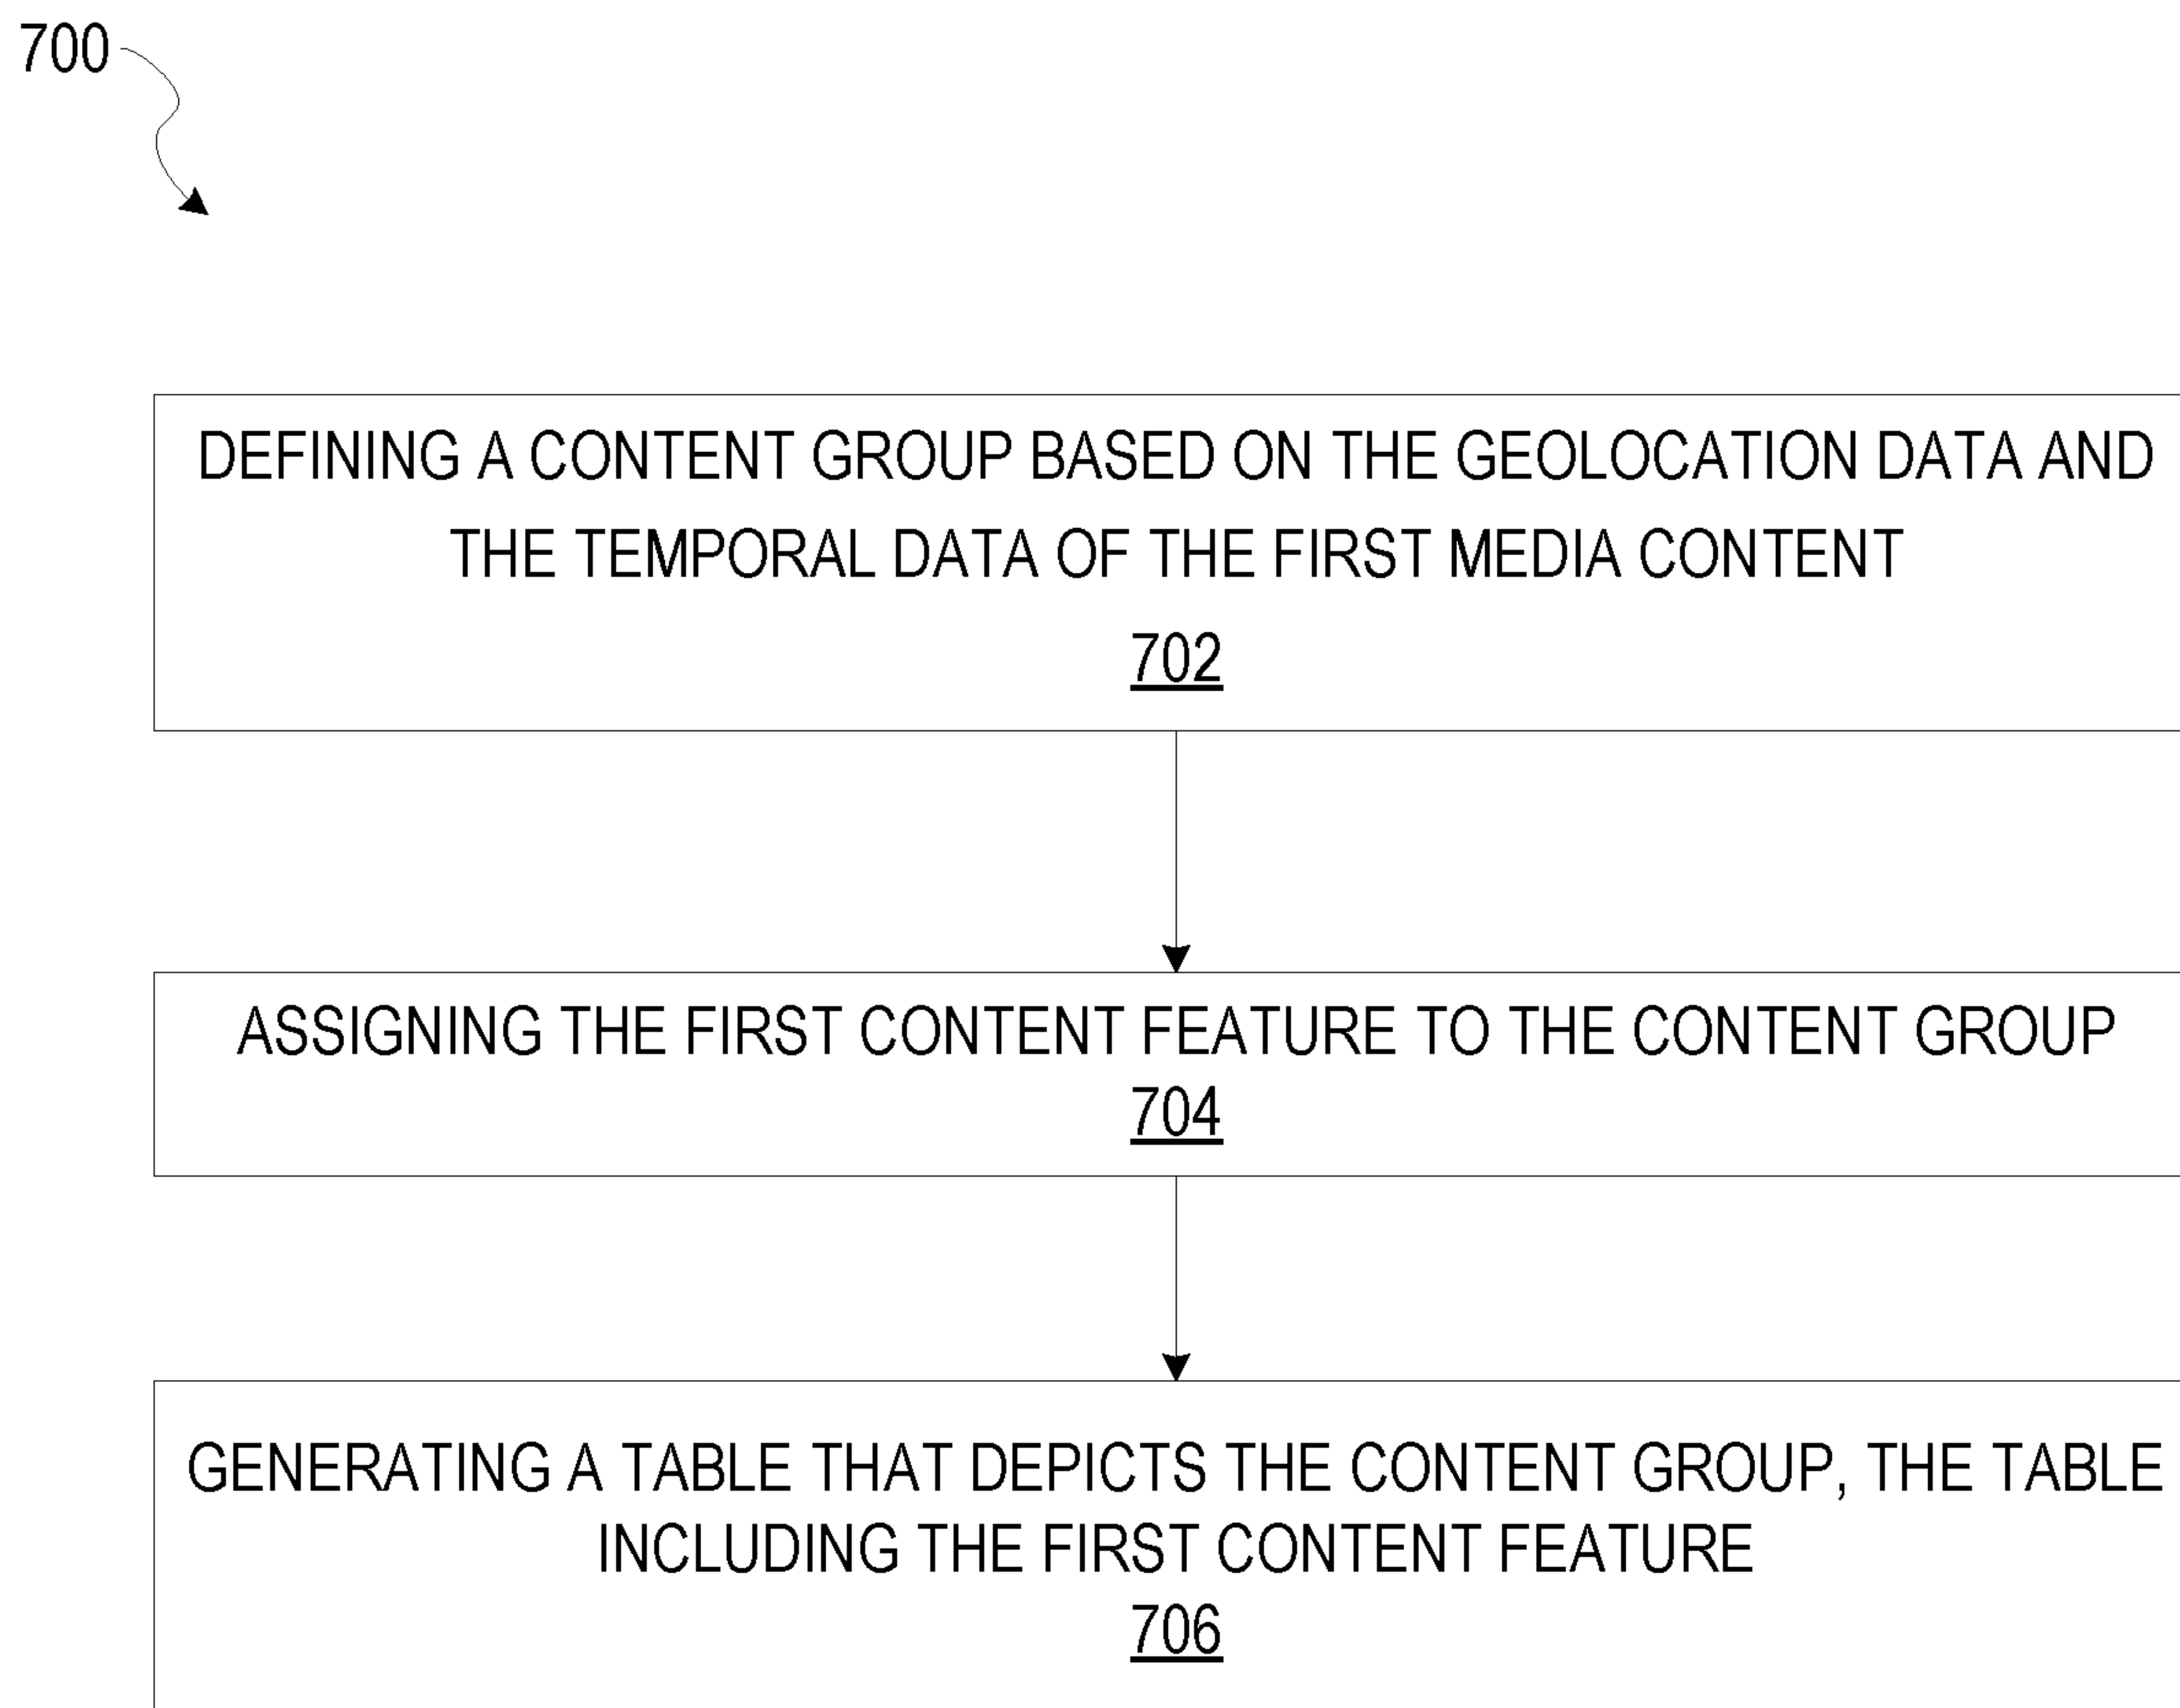 700
DEFINING A CONTENT GROUP BASED ON THE GEOLOCATION DATA AND
THE TEMPORAL DATA OF THE FIRST MEDIA CONTENT
702
ASSIGNING THE FIRST CONTENT FEATURE TO THE CONTENT GROUP
704
GENERATING A TABLE THAT DEPICTS THE CONTENT GROUP, THE TABLE
INCLUDING THE FIRST CONTENT FEATURE
706